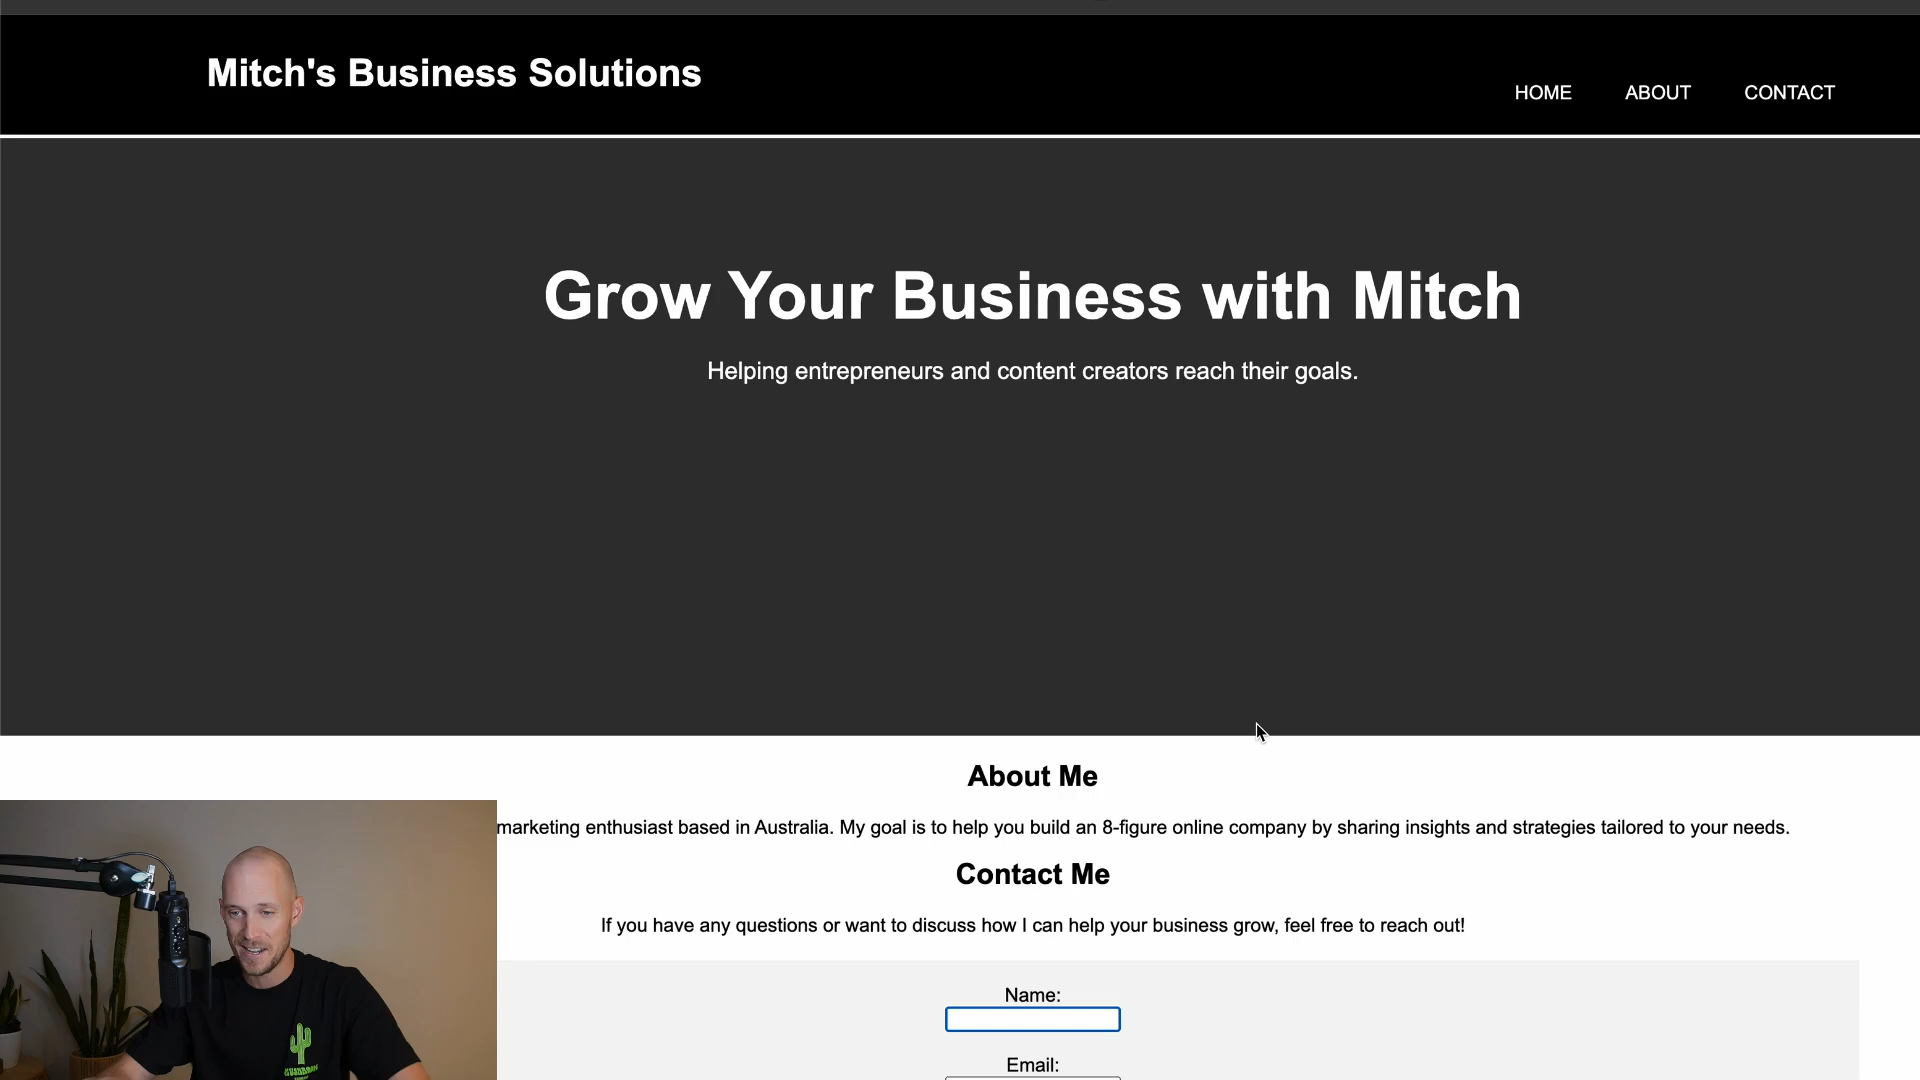 Mitch's Business Solutions
HOME ABOUT CONTACT
Grow Your Business with Mitch
Helping entrepreneurs and content creators reach their goals.
About Me
marketing enthusiast based in Australia. My goal is to help you build an 8-figure online company by sharing insights and strategies tailored to your needs.
Contact Me
If you have any questions or want to discuss how I can help your business grow, feel free to reach out!
Name:
Email: